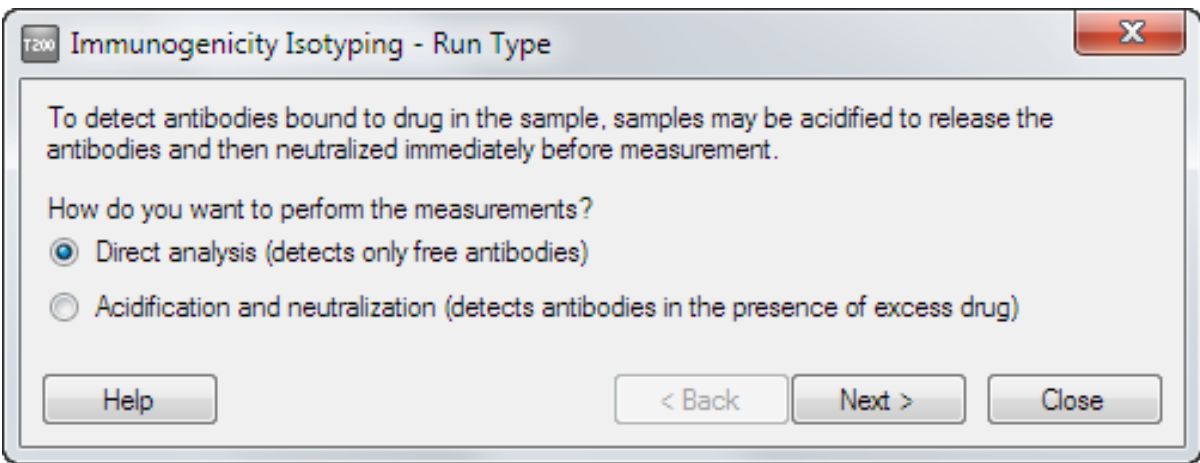 T200 Immunogenicity Isotyping - Run Type
To detect antibodies bound to drug in the sample, samples may be acidified to release the
antibodies and then neutralized immediately before measurement.
How do you want to perform the measurements?
Direct analysis (detects only free antibodies)
Acidification and neutralization (detects antibodies in the presence of excess drug)
Help < Back Next > Close